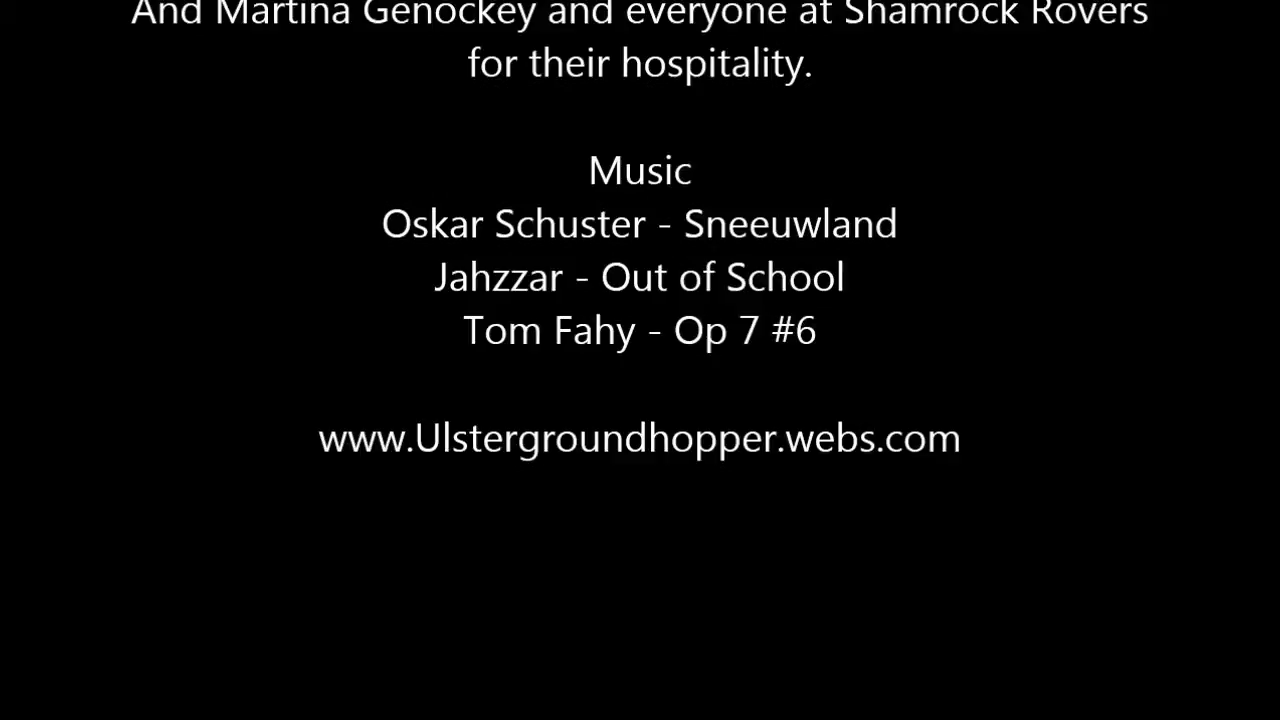 And Martina Genockey and everyone at Shamrock Rovers
for their hospitality.
Music
Oskar Schuster - Sneeuwland
Jahzzar - Out of School
Tom Fahy - Op 7 #6
www.Ulstergroundhopper.webs.com